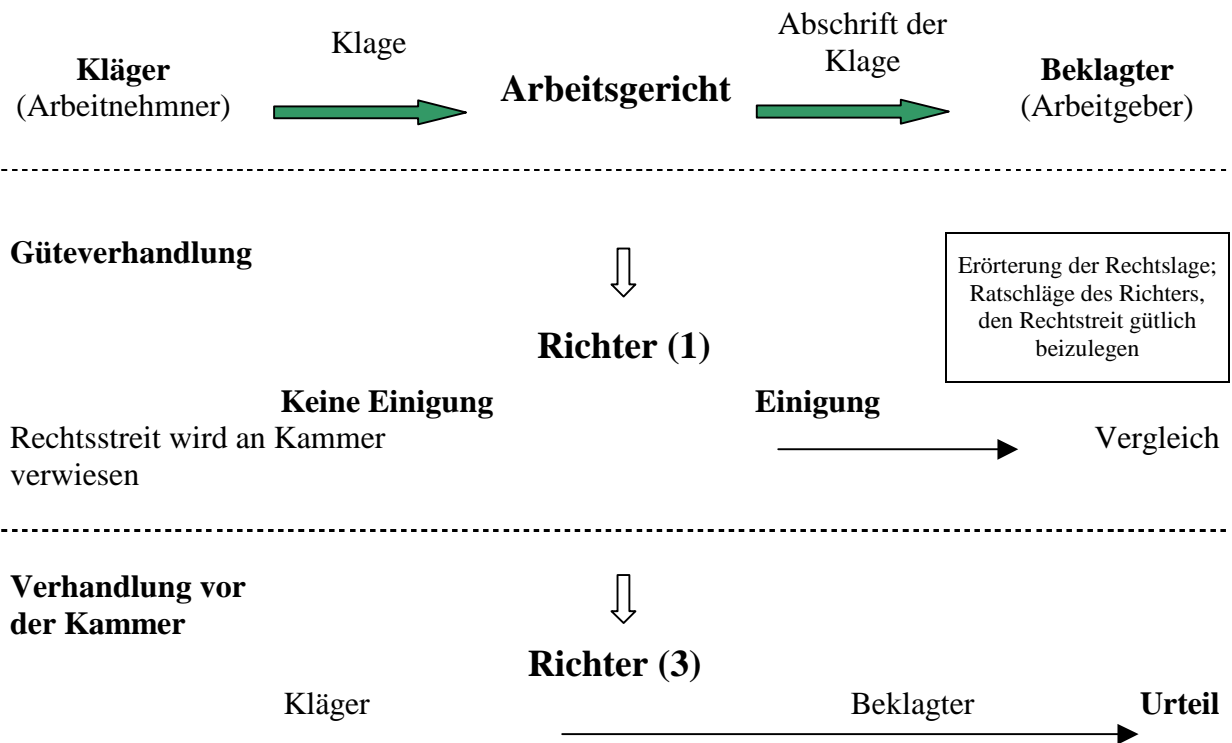 Klage
Abschrift der
Klage
Kläger
(Arbeitnehmner)
Arbeitsgericht
Beklagter
(Arbeitgeber)
Güteverhandlung
Erörterung der Rechtslage;
Ratschläge des Richters,
den Rechtstreit gütlich
beizulegen
Richter (1)
Keine Einigung
Einigung
Rechtsstreit wird an Kammer
verwiesen
Vergleich
Verhandlung vor
der Kammer
Richter (3)
Kläger
Beklagter
Urteil